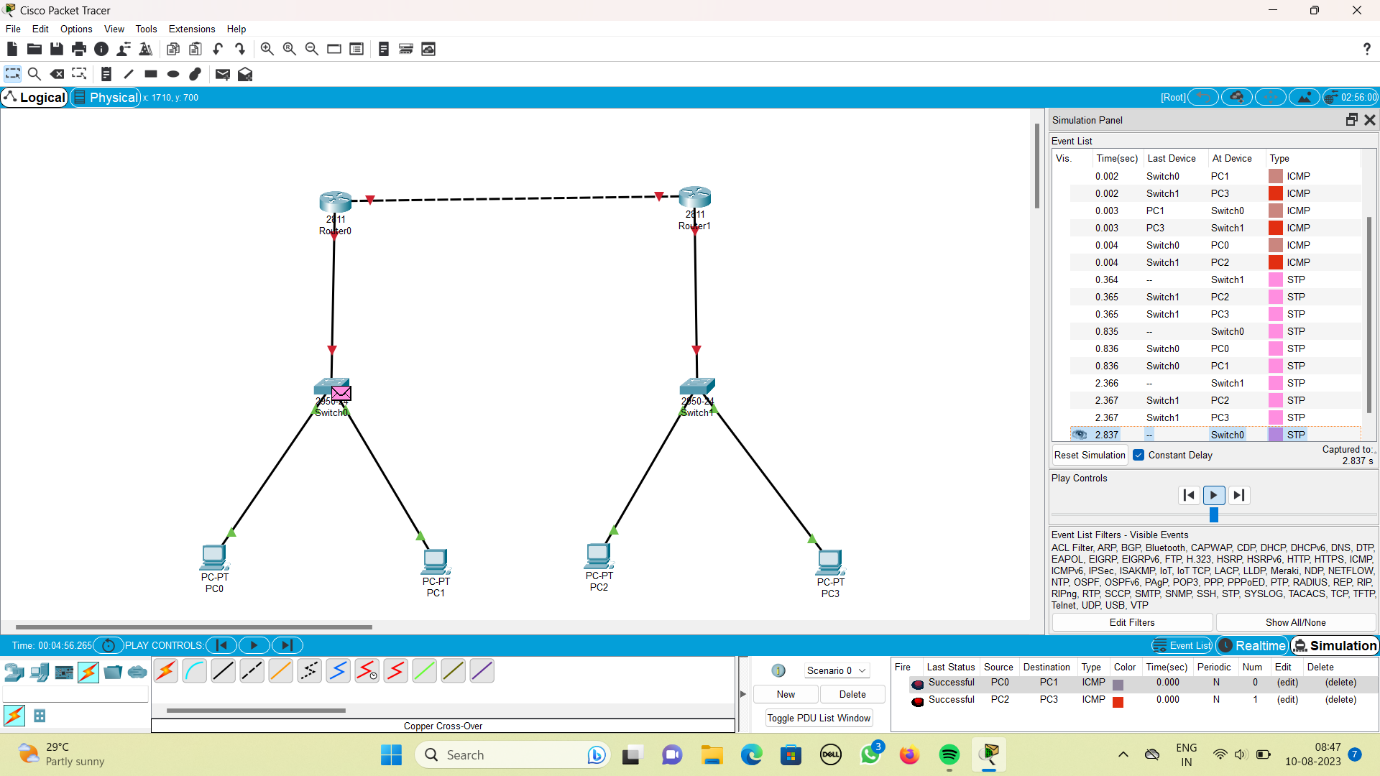 Cisco Packet Tracer
File Edit Options View Tools Extensions Help
?
Logical Physical x: 1710, y: 700 [Root] 02:56:00
Simulation Panel
Event List
Vis. Time(sec) Last Device At Device Type
0.002 Switch0 PC1 ICMP
0.002 Switch1 PC3 ICMP
0.003 PC1 Switch0 ICMP
0.003 PC3 Switch1 ICMP
0.004 Switch0 PC0 ICMP
0.004 Switch1 PC2 ICMP
0.364 -- Switch1 STP
0.365 Switch1 PC2 STP
0.365 Switch1 PC3 STP
0.835 -- Switch0 STP
0.836 Switch0 PC0 STP
0.836 Switch0 PC1 STP
2.366 -- Switch1 STP
2.367 Switch1 PC2 STP
2.367 Switch1 PC3 STP
2.837 -- Switch0 STP
Reset Simulation Constant Delay Captured to:
2.837 s
Play Controls
Event List Filters - Visible Events
ACL Filter, ARP, BGP, Bluetooth, CAPWAP, CDP, DHCP, DHCPv6, DNS, DTP,
EAPOL, EIGRP, EIGRPv6, FTP, H.323, HSRP, HSRPv6, HTTP, HTTPS, ICMP,
ICMPv6, IPSec, ISAKMP, IoT, IoT TCP, LACP, LLDP, Meraki, NDP, NETFLOW,
NTP, OSPF, OSPFv6, PAgP, POP3, PPP, PPPoED, PTP, RADIUS, REP, RIP,
RIPng, RTP, SCCP, SMTP, SNMP, SSH, STP, SYSLOG, TACACS, TCP, TFTP,
Telnet, UDP, USB, VTP
Edit Filters Show All/None
2811
Router0
2811
Router1
2950-24
Switch0
2950-24
Switch1
PC-PT
PC0
PC-PT
PC1
PC-PT
PC2
PC-PT
PC3
Time: 00:04:56.265 PLAY CONTROLS: Event List Realtime Simulation
Copper Cross-Over
Scenario 0
New Delete
Toggle PDU List Window
Fire Last Status Source Destination Type Color Time(sec) Periodic Num Edit Delete
Successful PC0 PC1 ICMP 0.000 N 0 (edit) (delete)
Successful PC2 PC3 ICMP 0.000 N 1 (edit) (delete)
29°C
Partly sunny
Search
DELL
3
ENG
IN
08:47
10-08-2023
7